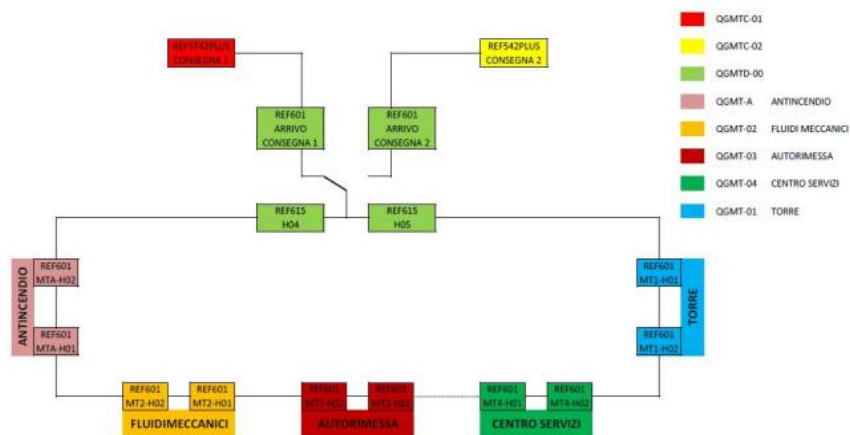 QGMTC-01
REF5T42PLUS
CONSEGNA 1
REF542PLUS
CONSEGNA 2
QGMTC-02
QGMTD-00
QGMT-A ANTINCENDIO
REF601
ARRIVO
CONSEGNA 1
REF601
ARRIVO
CONSEGNA 2
QGMT-02 FLUIDI MECCANICI
QGMT-03 AUTORIMESSA
QGMT-04 CENTRO SERVIZI
QGMT-01 TORRE
REF615
H04
REF615
H05
ANTINCENDIO
REF601
MTA-H02
REF601
MTA-H01
REF601
MT1-H01
REF601
MT1-H02
TORRE
REF601
MT2-H02
REF601
MT2-H01
FLUIDIMECCANICI
REF601
REF601
AUTORIMESSA
REF601
MT4-H01
REF601
MT4-H02
CENTRO SERVIZI